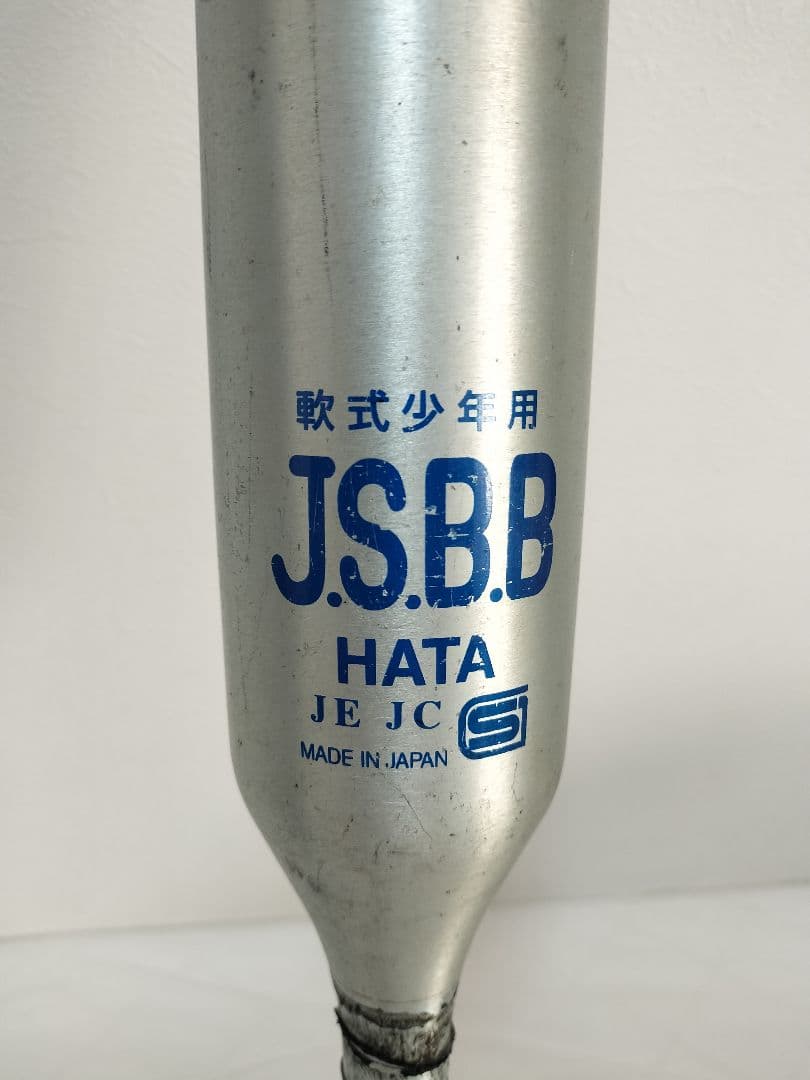 軟式少年用
J.S.B.B
HATA
JE JC
MADE IN JAPAN